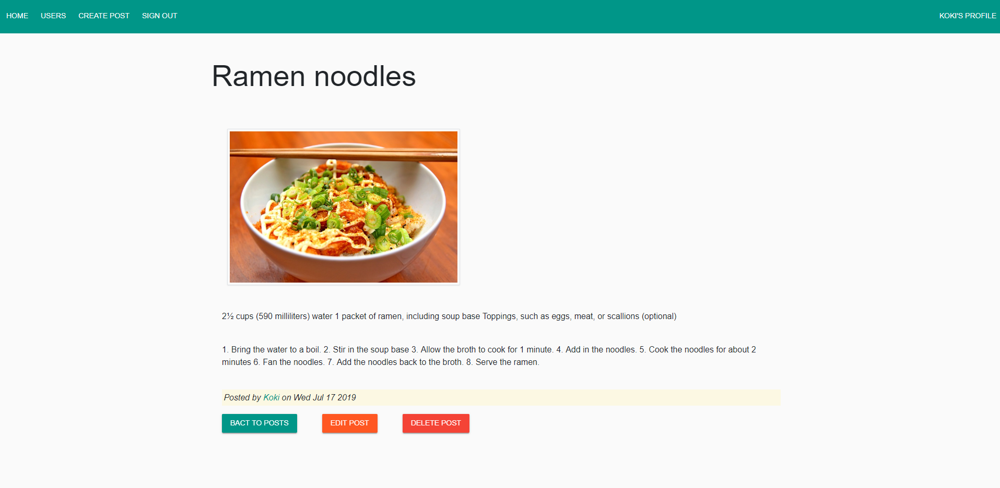 HOME USERS CREATE POST SIGN OUT KOKI'S PROFILE
Ramen noodles
2½ cups (590 milliliters) water 1 packet of ramen, including soup base Toppings, such as eggs, meat, or scallions (optional)
1. Bring the water to a boil. 2. Stir in the soup base 3. Allow the broth to cook for 1 minute. 4. Add in the noodles. 5. Cook the noodles for about 2
minutes 6. Fan the noodles. 7. Add the noodles back to the broth. 8. Serve the ramen.
Posted by Koki on Wed Jul 17 2019
BACT TO POSTS EDIT POST DELETE POST